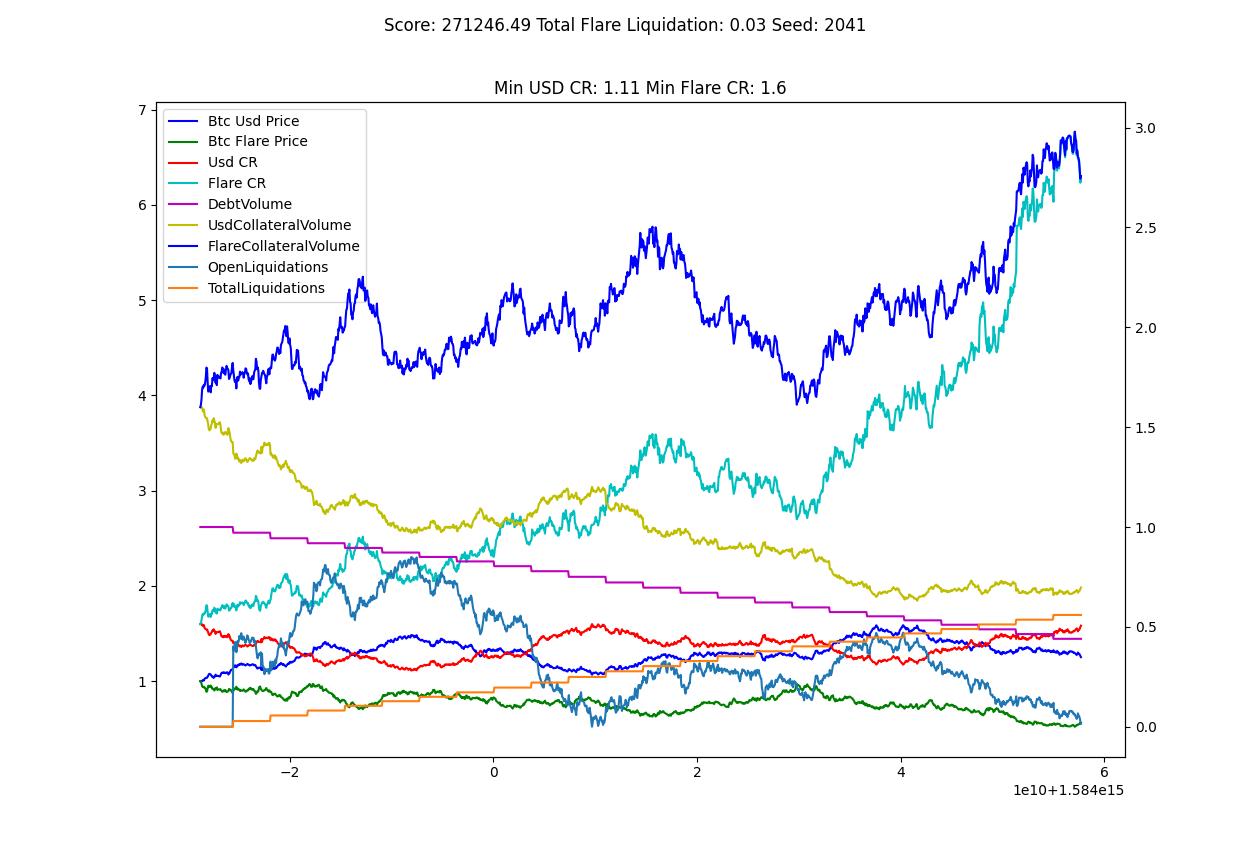 Score: 271246.49 Total Flare Liquidation: 0.03 Seed: 2041
Min USD CR: 1.11 Min Flare CR: 1.6
Btc Usd Price
Btc Flare Price
Usd CR
Flare CR
DebtVolume
UsdCollateralVolume
FlareCollateralVolume
OpenLiquidations
TotalLiquidations
7
6
5
4
3
2
1
3.0
2.5
2.0
1.5
1.0
0.5
0.0
−2
0
2
4
6
1e10+1.584e15